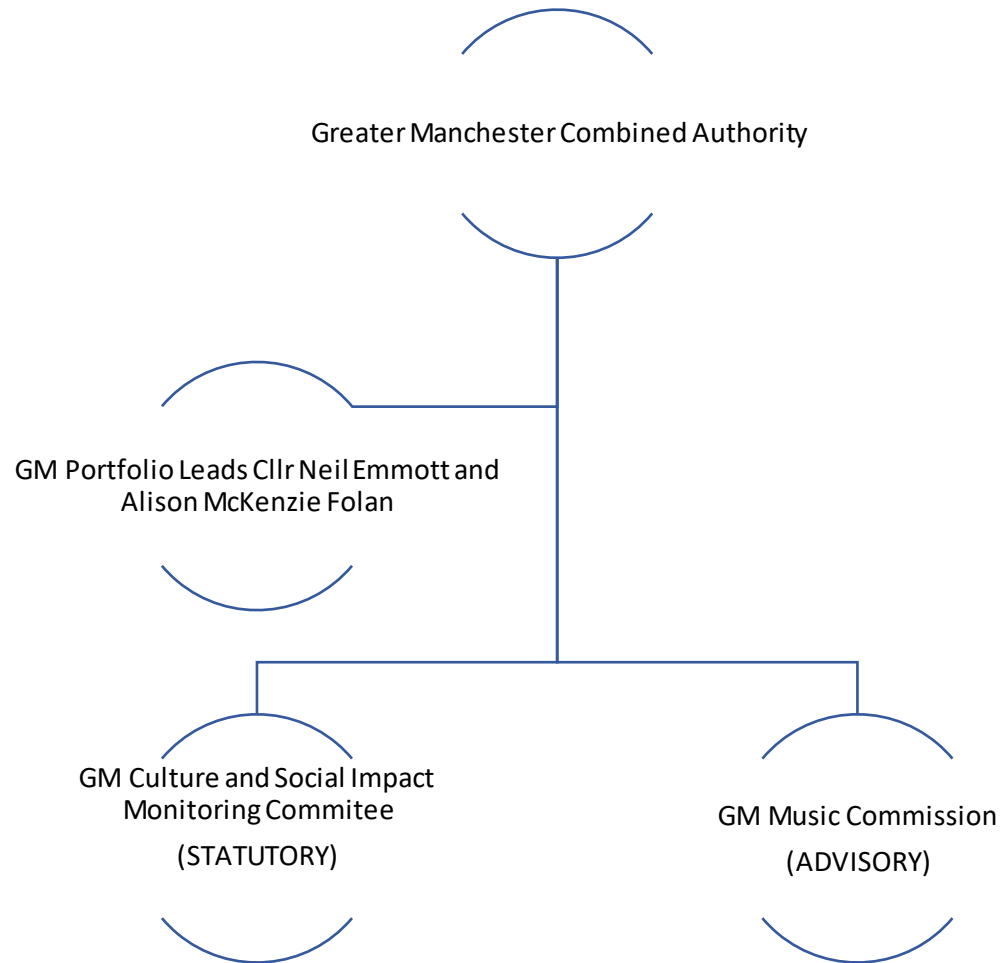 Greater Manchester Combined Authority
GM Portfolio Leads Cllr Neil Emmott and
Alison McKenzie Folan
GM Culture and Social Impact
Monitoring Commitee
(STATUTORY)
GM Music Commission
(ADVISORY)